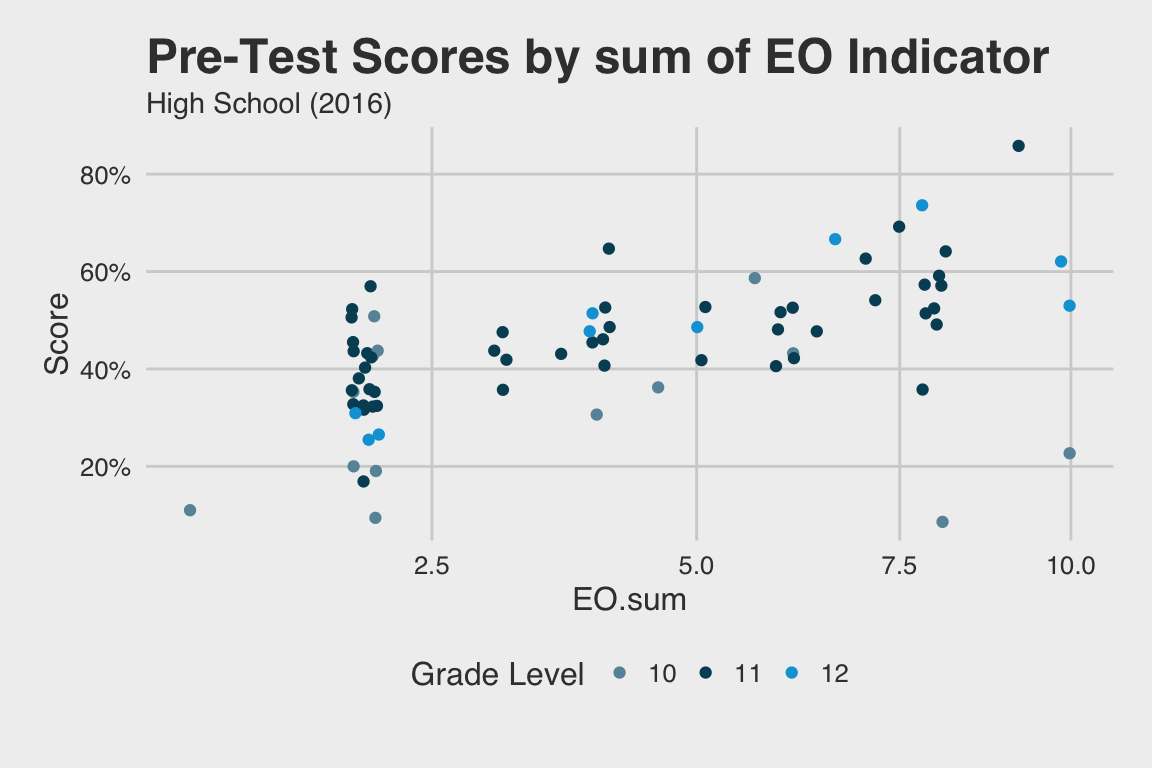 Pre-Test Scores by sum of EO Indicator
High School (2016)
80%
60%
40%
20%
Score
2.5 5.0 7.5 10.0
EO.sum
Grade Level 10 11 12